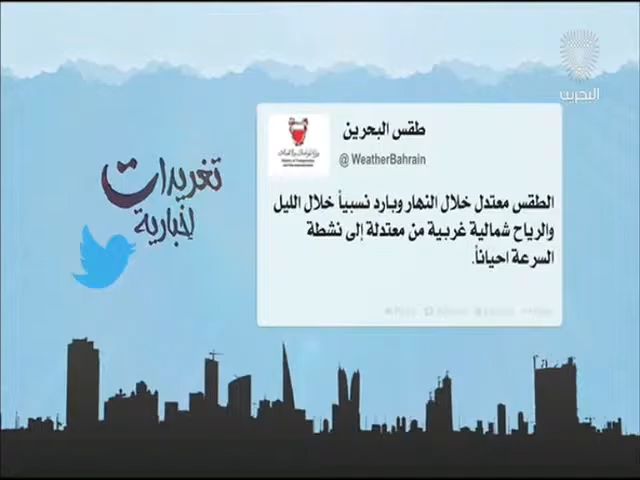 البحرين
تغريدات
إخبارية
طقس البحرين
@WeatherBahrain
الطقس معتدل خلال النهار وبارد نسبياً خلال الليل
والرياح شمالية غربية من معتدلة إلى نشطة
السرعة احياناً.